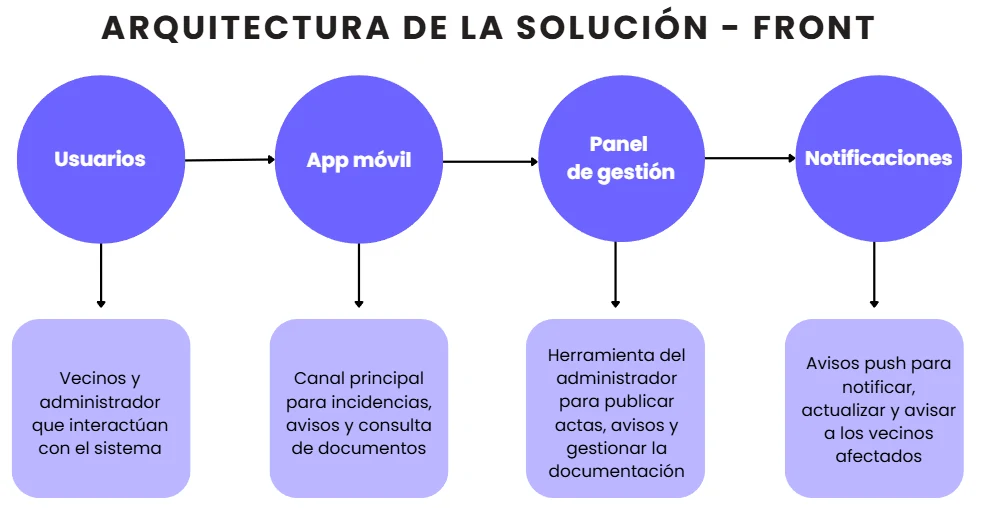 ARQUITECTURA DE LA SOLUCIÓN - FRONT
Usuarios
App móvil
Panel
de gestión
Notificaciones
Vecinos y
administrador
que interactúan
con el sistema
Canal principal
para incidencias,
avisos y consulta
de documentos
Herramienta del
administrador
para publicar
actas, avisos y
gestionar la
documentación
Avisos push para
notificar,
actualizar y avisar
a los vecinos
afectados